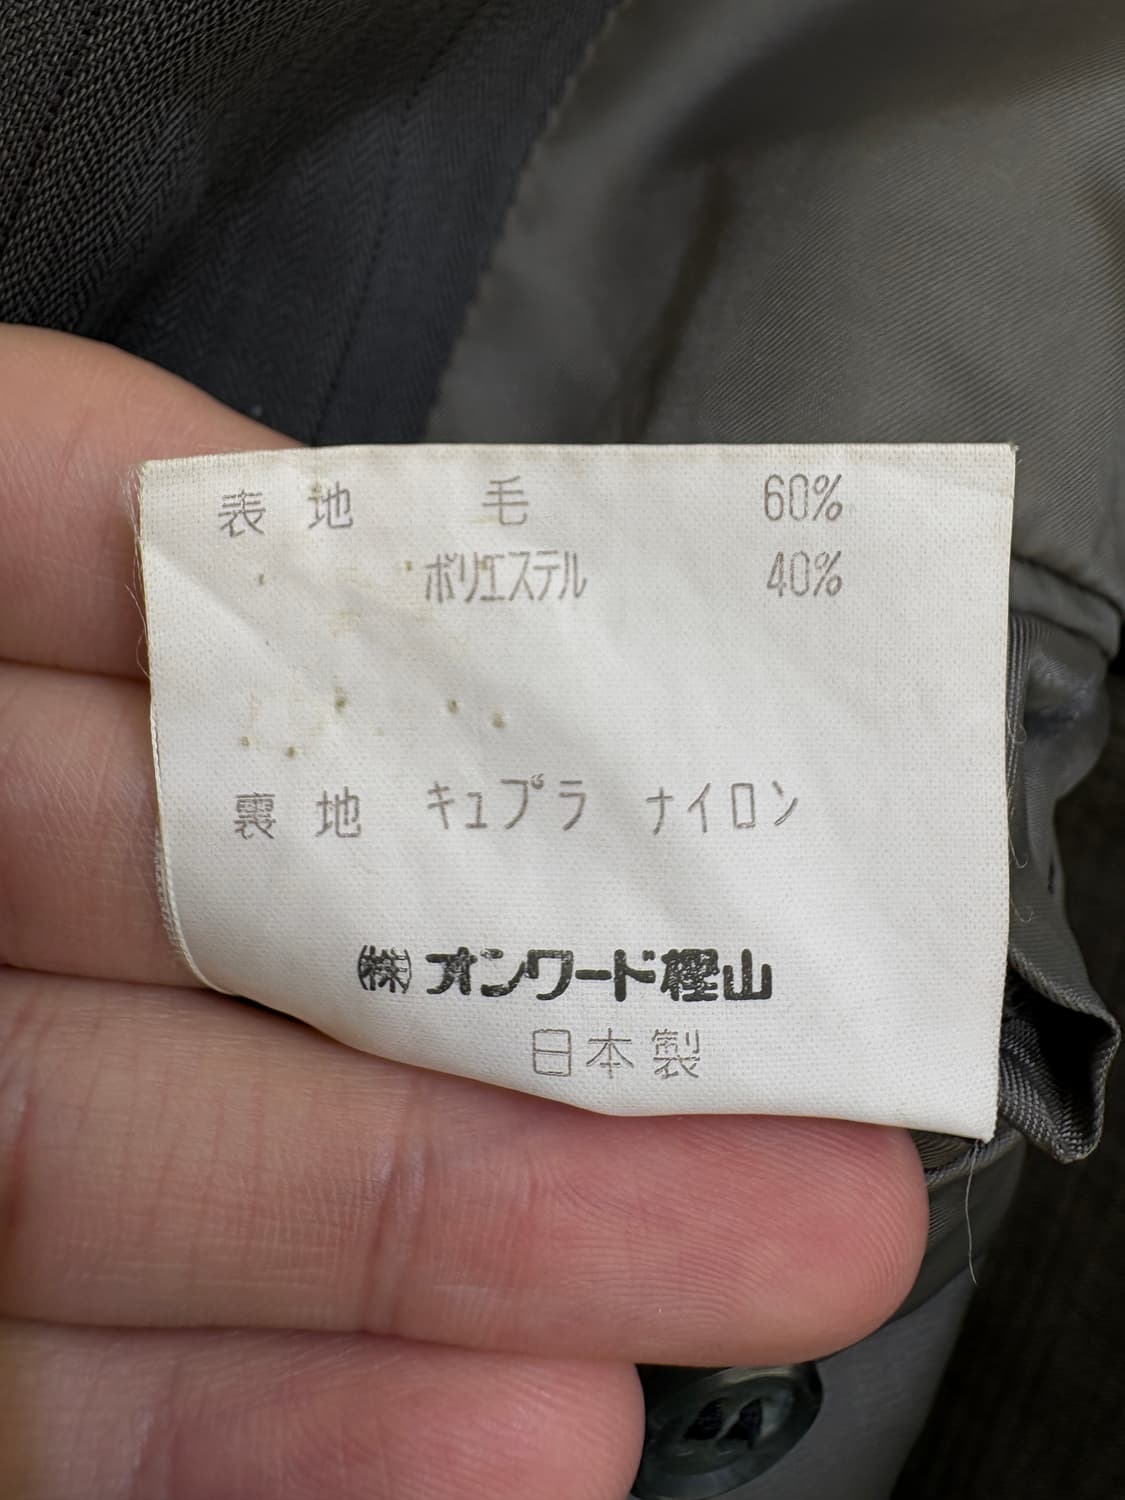 表地 毛 60%
ポリエステル 40%
裏地 キュプラ ナイロン
㈱オンワード樫山
日本製